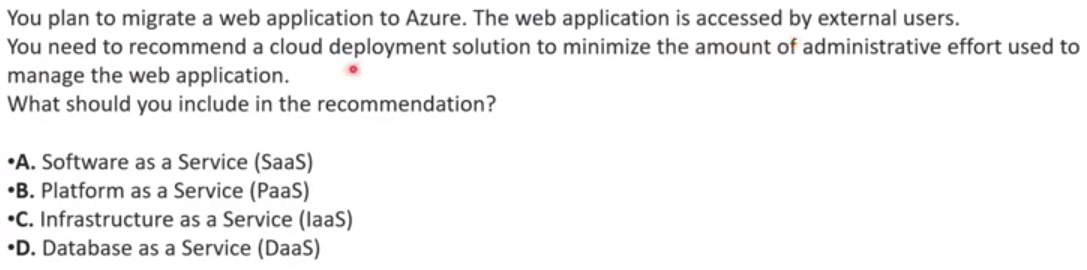 You plan to migrate a web application to Azure. The web application is accessed by external users.
You need to recommend a cloud deployment solution to minimize the amount of administrative effort used to
manage the web application.
What should you include in the recommendation?
•A. Software as a Service (SaaS)
•B. Platform as a Service (PaaS)
•C. Infrastructure as a Service (IaaS)
•D. Database as a Service (DaaS)